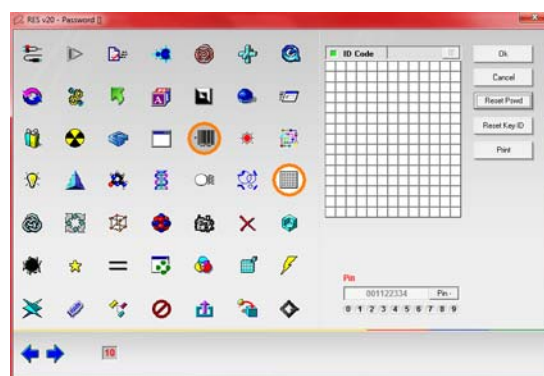 RES v20 - Password []
ID Code
Ok
Cancel
Reset Pswd
Reset Key-ID
Print
Pin
001122334
Pin -
0 1 2 3 4 5 6 7 8 9
10